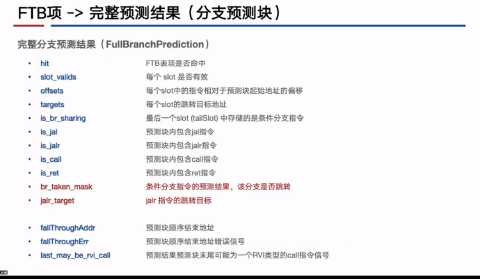 FTB项 -> 完整预测结果（分支预测块）
完整分支预测结果（FullBranchPrediction）
• hit FTB表项是否命中
• slot_valids 每个 slot 是否有效
• offsets 每个slot中的指令相对于预测块起始地址的偏移
• targets 每个slot的跳转目标地址
• is_br_sharing 最后一个slot (tailSlot) 中存储的是条件分支指令
• is_jal 预测块内包含jal指令
• is_jalr 预测块内包含jalr指令
• is_call 预测块内包含call指令
• is_ret 预测块内包含ret指令
• br_taken_mask 条件分支指令的预测结果，该分支是否跳转
• jalr_target jalr 指令的跳转目标
• fallThroughAddr 预测块顺序结束地址
• fallThroughErr 预测块顺序结束地址错误信号
• last_may_be_rvi_call 预测结果预测块末尾可能为一个RVI类型的call指令信号